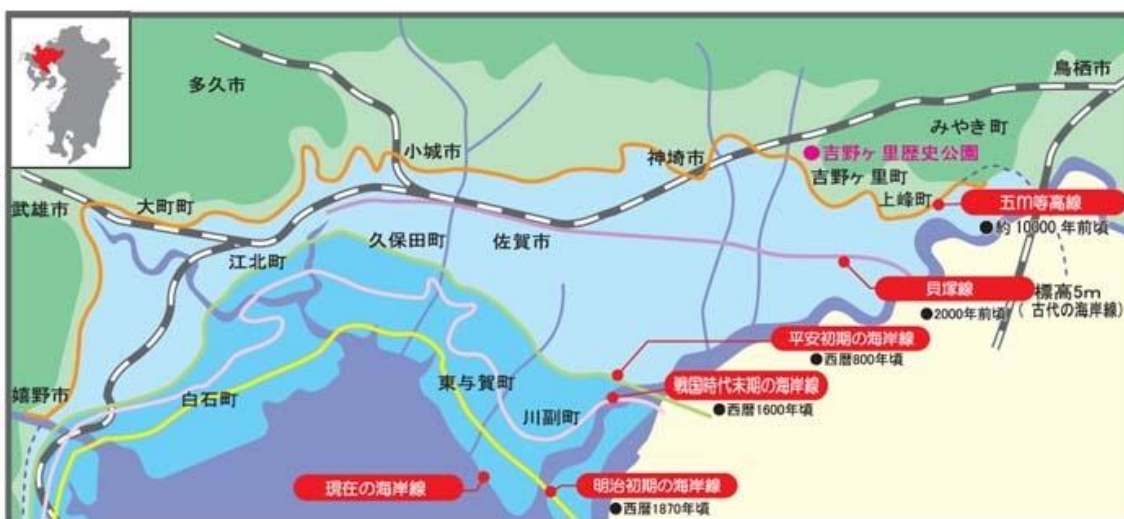 鳥栖市
多久市
みやき町
小城市
神埼市
●吉野ヶ里歴史公園
吉野ヶ里町
武雄市
大町町
上峰町
五m等高線
●約10000年前頃
久保田町
佐賀市
江北町
貝塚線
標高5m
●2000年前頃
( 古代の海岸線)
平安初期の海岸線
●西暦800年頃
戦国時代末期の海岸線
嬉野市
東与賀町
白石町
●西暦1600年頃
川副町
現在の海岸線
明治初期の海岸線
●西暦1870年頃